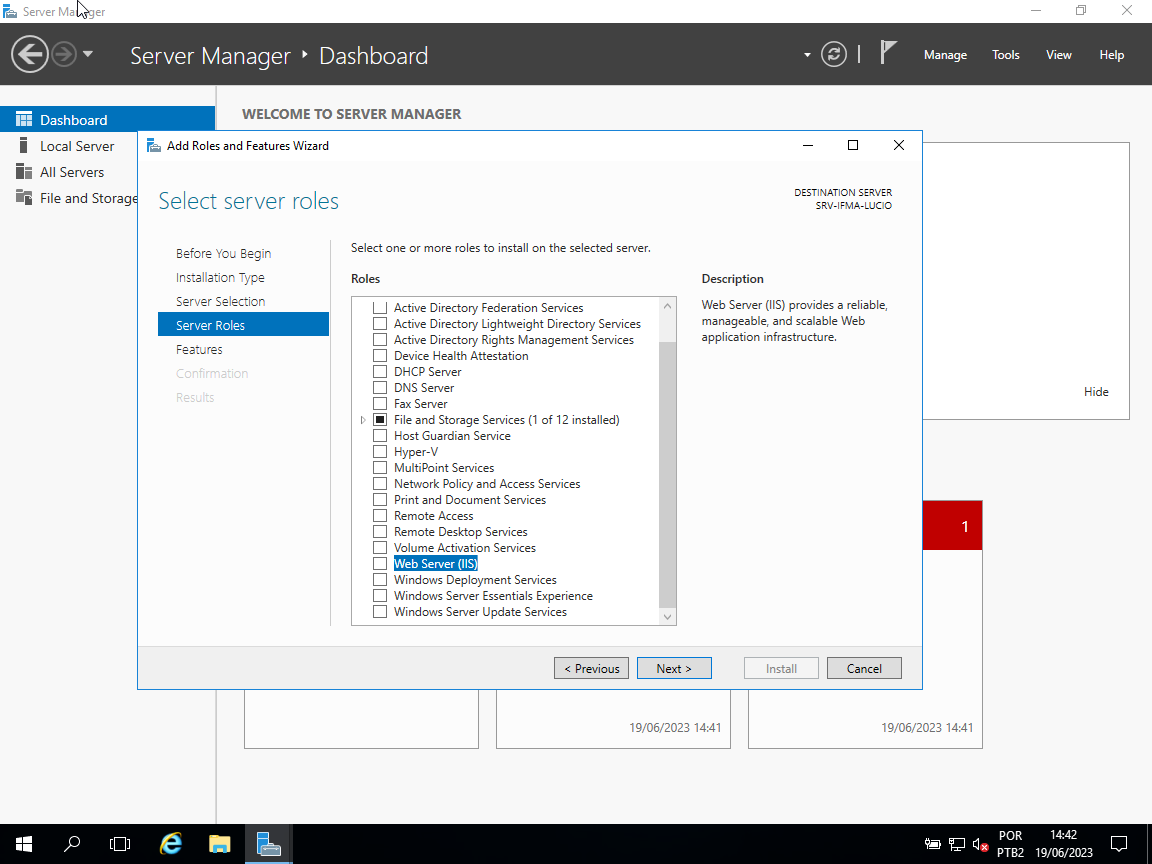 Server Manager
Server Manager ‣ Dashboard
Manage
Tools
View
Help
Dashboard
Local Server
All Servers
File and Storage
WELCOME TO SERVER MANAGER
Hide
1
19/06/2023 14:41
19/06/2023 14:41
Add Roles and Features Wizard
Select server roles
DESTINATION SERVER
SRV-IFMA-LUCIO
Before You Begin
Installation Type
Server Selection
Server Roles
Features
Confirmation
Results
Select one or more roles to install on the selected server.
Roles
Active Directory Federation Services
Active Directory Lightweight Directory Services
Active Directory Rights Management Services
Device Health Attestation
DHCP Server
DNS Server
Fax Server
File and Storage Services (1 of 12 installed)
Host Guardian Service
Hyper-V
MultiPoint Services
Network Policy and Access Services
Print and Document Services
Remote Access
Remote Desktop Services
Volume Activation Services
Web Server (IIS)
Windows Deployment Services
Windows Server Essentials Experience
Windows Server Update Services
Description
Web Server (IIS) provides a reliable,
manageable, and scalable Web
application infrastructure.
< Previous
Next >
Install
Cancel
POR
PTB2
14:42
19/06/2023